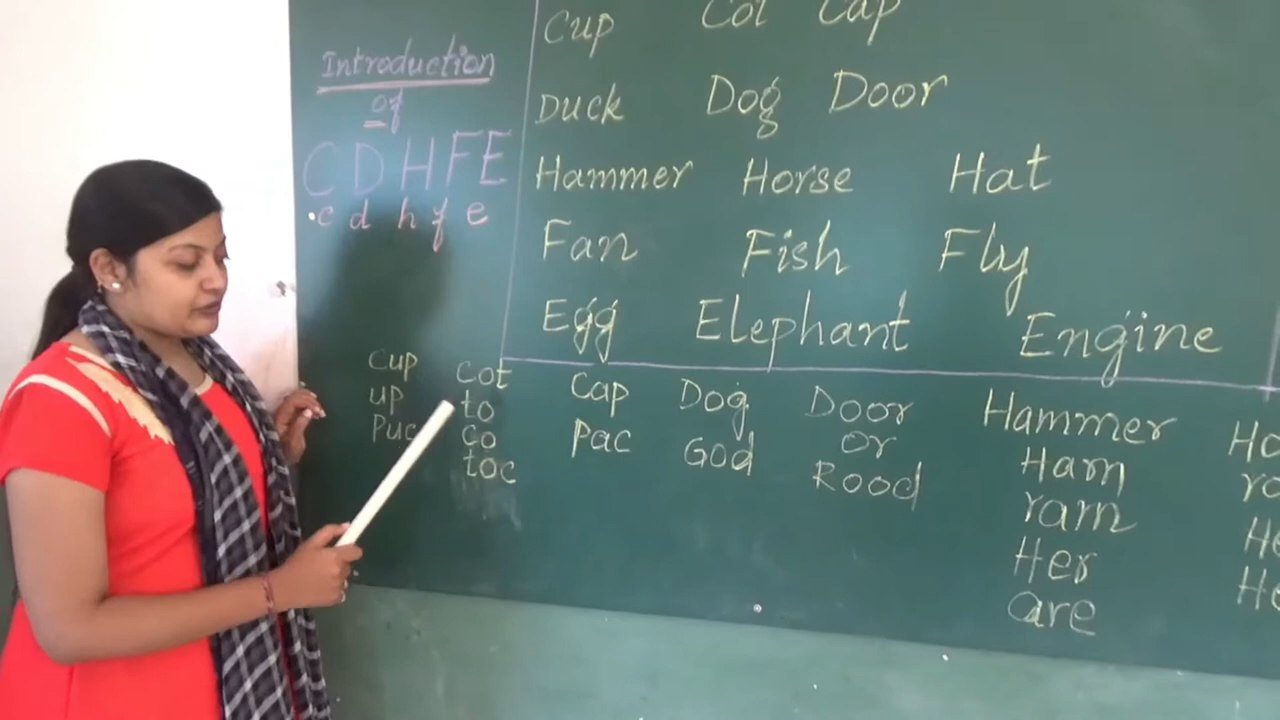 Introduction
of
C D H F E
c d h f e
Cup Cot Cap
Duck Dog Door
Hammer Horse Hat
Fan Fish Fly
Egg Elephant Engine
Cup
up
Puc
Cot
to
Co
toc
Cap
Pac
Dog
God
Door
or
Rood
Hammer
Ham
ram
Her
are